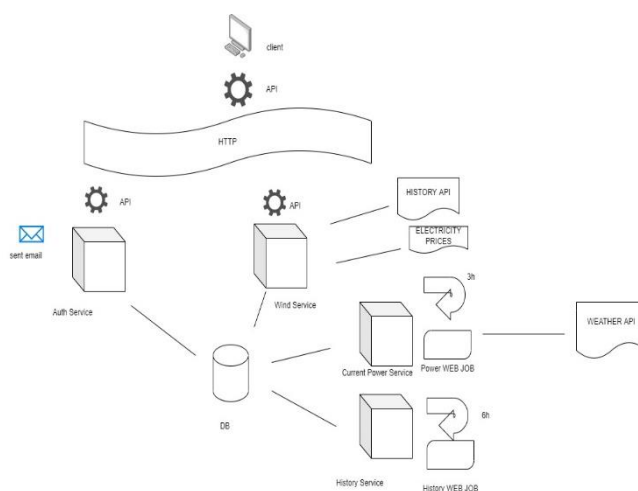 client
API
HTTP
API
API
HISTORY API
ELECTRICITY
PRICES
sent email
3h
Auth Service
Wind Service
WEATHER API
Current Power Service
Power WEB JOB
DB
6h
History Service
History WEB JOB